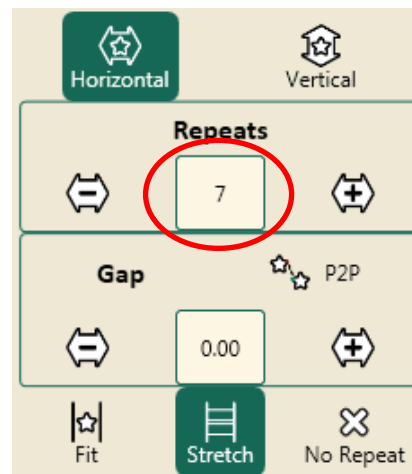 Horizontal Vertical
Repeats
7
Gap P2P
0.00
Fit Stretch No Repeat